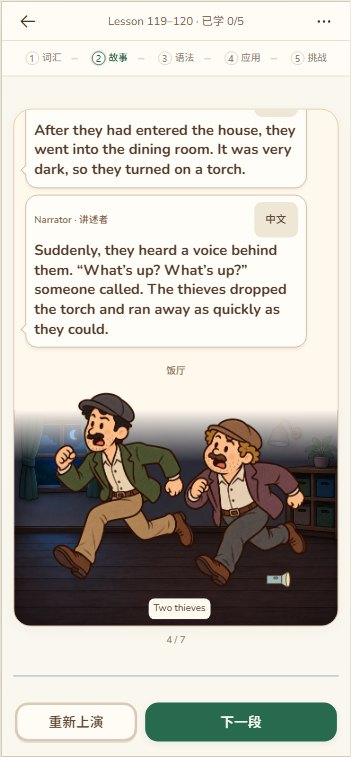 Lesson 119–120 · 已学 0/5
1 词汇 – 2 故事 – 3 语法 – 4 应用 – 5 挑战
After they had entered the house, they
went into the dining room. It was very
dark, so they turned on a torch.
Narrator · 讲述者
中文
Suddenly, they heard a voice behind
them. “What’s up? What’s up?”
someone called. The thieves dropped
the torch and ran away as quickly as
they could.
饭厅
Two thieves
4 / 7
重新上演
下一段